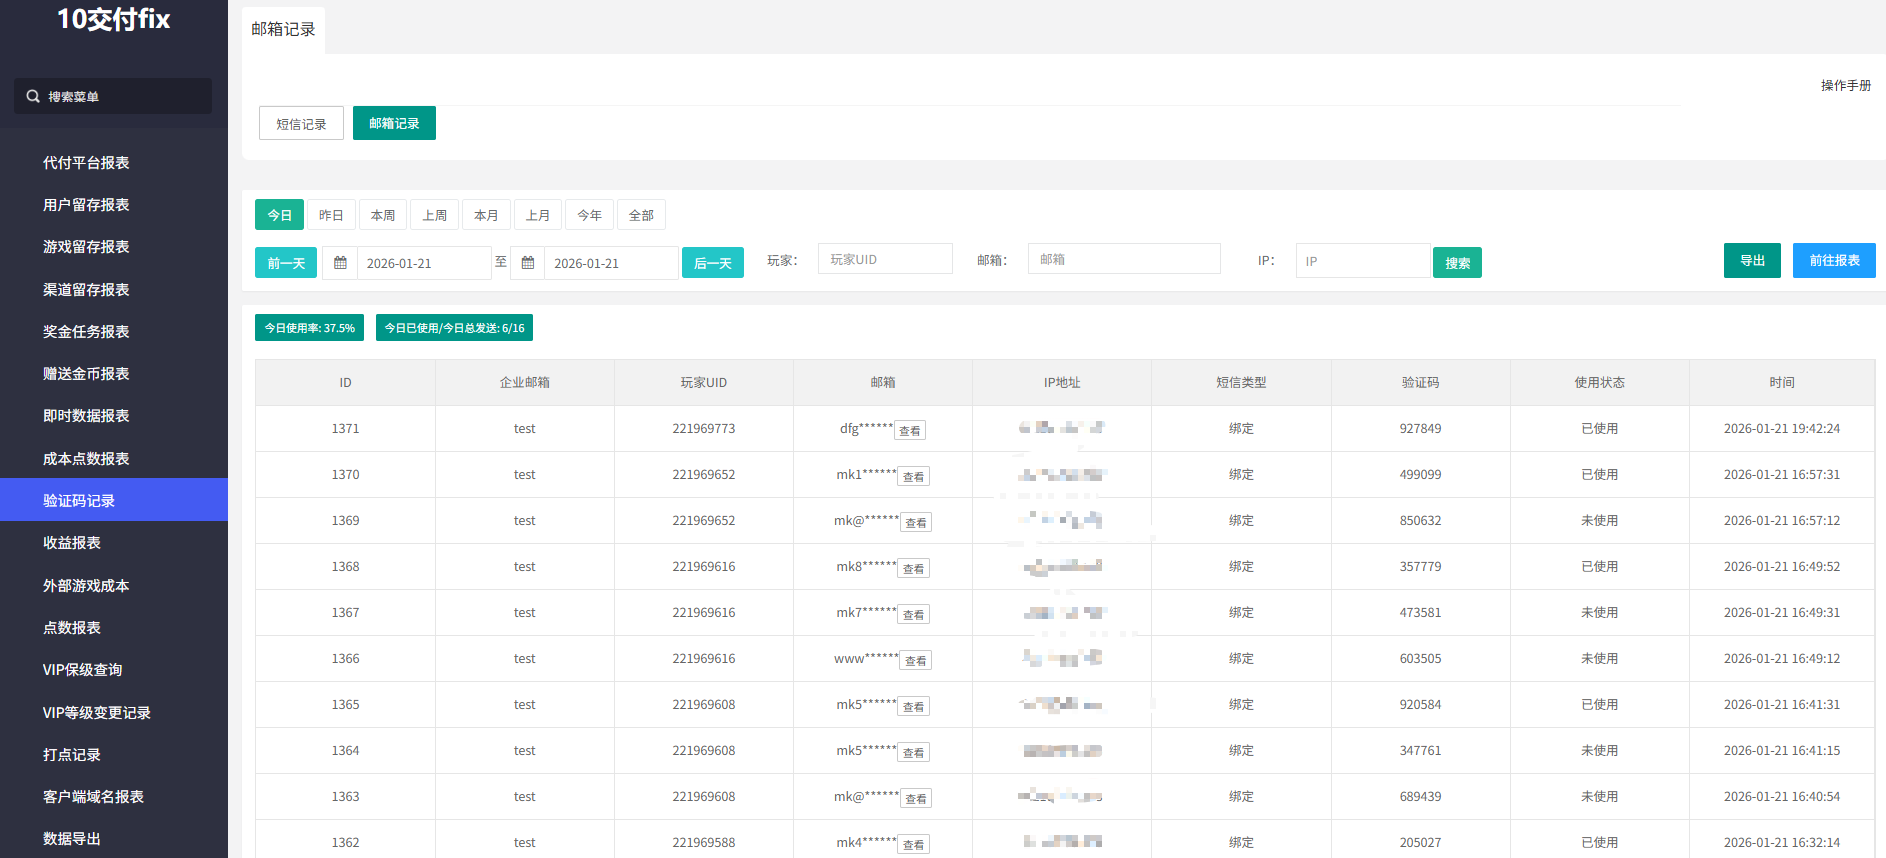 10交付fix
搜索菜单
代付平台报表
用户留存报表
游戏留存报表
渠道留存报表
奖金任务报表
赠送金币报表
即时数据报表
成本点数报表
验证码记录
收益报表
外部游戏成本
点数报表
VIP保级查询
VIP等级变更记录
打点记录
客户端域名报表
数据导出
邮箱记录
操作手册
短信记录 邮箱记录
今日 昨日 本周 上周 本月 上月 今年 全部
前一天 2026-01-21 至 2026-01-21 后一天 玩家： 玩家UID 邮箱： 邮箱 IP： IP 搜索 导出 前往报表
今日使用率: 37.5% 今日已使用/今日总发送: 6/16
ID 企业邮箱 玩家UID 邮箱 IP地址 短信类型 验证码 使用状态 时间
1371 test 221969773 dfg****** 查看 绑定 927849 已使用 2026-01-21 19:42:24
1370 test 221969652 mk1****** 查看 绑定 499099 已使用 2026-01-21 16:57:31
1369 test 221969652 mk@****** 查看 绑定 850632 未使用 2026-01-21 16:57:12
1368 test 221969616 mk8****** 查看 绑定 357779 已使用 2026-01-21 16:49:52
1367 test 221969616 mk7****** 查看 绑定 473581 未使用 2026-01-21 16:49:31
1366 test 221969616 www****** 查看 绑定 603505 未使用 2026-01-21 16:49:12
1365 test 221969608 mk5****** 查看 绑定 920584 已使用 2026-01-21 16:41:31
1364 test 221969608 mk5****** 查看 绑定 347761 未使用 2026-01-21 16:41:15
1363 test 221969608 mk@****** 查看 绑定 689439 未使用 2026-01-21 16:40:54
1362 test 221969588 mk4****** 查看 绑定 205027 已使用 2026-01-21 16:32:14